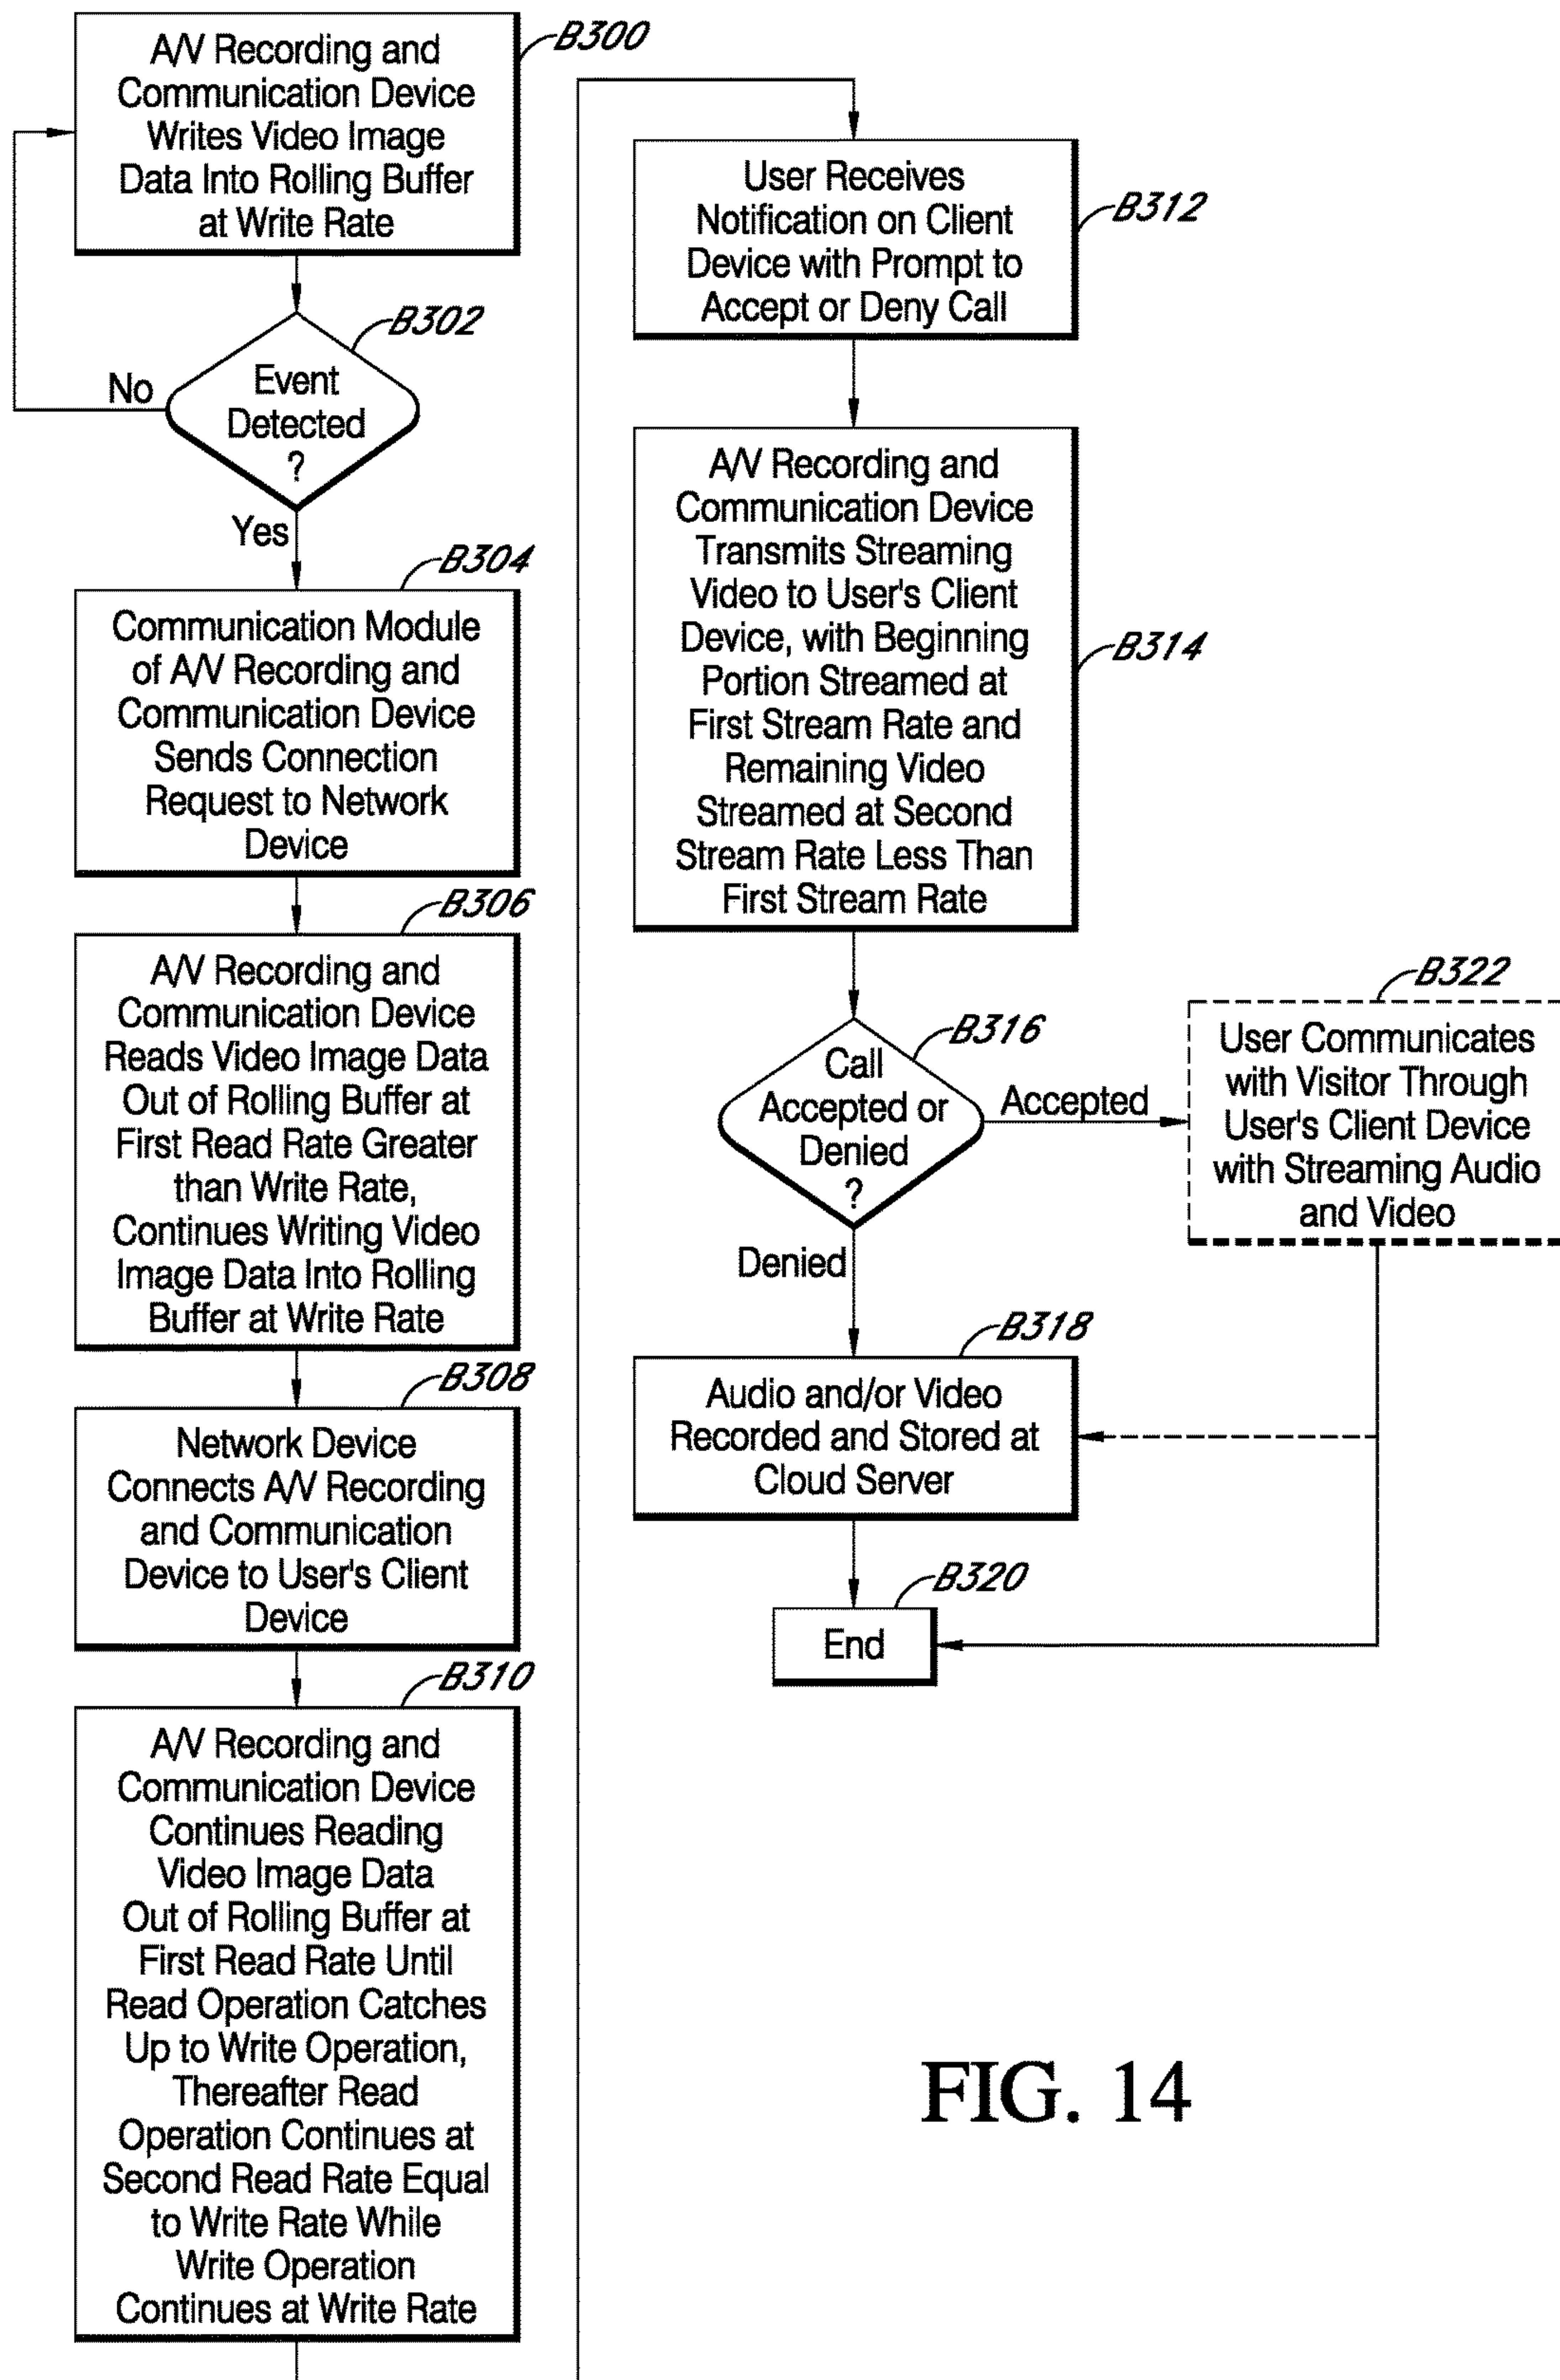 A/V Recording and
Communication Device
Writes Video Image
Data Into Rolling Buffer
at Write Rate
B300
Event
Detected
?
B302
No
Yes
B304
Communication Module
of A/V Recording and
Communication Device
Sends Connection
Request to Network
Device
B306
A/V Recording and
Communication Device
Reads Video Image Data
Out of Rolling Buffer at
First Read Rate Greater
than Write Rate,
Continues Writing Video
Image Data Into Rolling
Buffer at Write Rate
B308
Network Device
Connects A/V Recording
and Communication
Device to User's Client
Device
B310
A/V Recording and
Communication Device
Continues Reading
Video Image Data
Out of Rolling Buffer at
First Read Rate Until
Read Operation Catches
Up to Write Operation,
Thereafter Read
Operation Continues at
Second Read Rate Equal
to Write Rate While
Write Operation
Continues at Write Rate
User Receives
Notification on Client
Device with Prompt to
Accept or Deny Call
B312
A/V Recording and
Communication Device
Transmits Streaming
Video to User's Client
Device, with Beginning
Portion Streamed at
First Stream Rate and
Remaining Video
Streamed at Second
Stream Rate Less Than
First Stream Rate
B314
B316
Call
Accepted or
Denied
?
Accepted
Denied
B322
User Communicates
with Visitor Through
User's Client Device
with Streaming Audio
and Video
B318
Audio and/or Video
Recorded and Stored at
Cloud Server
B320
End
FIG. 14